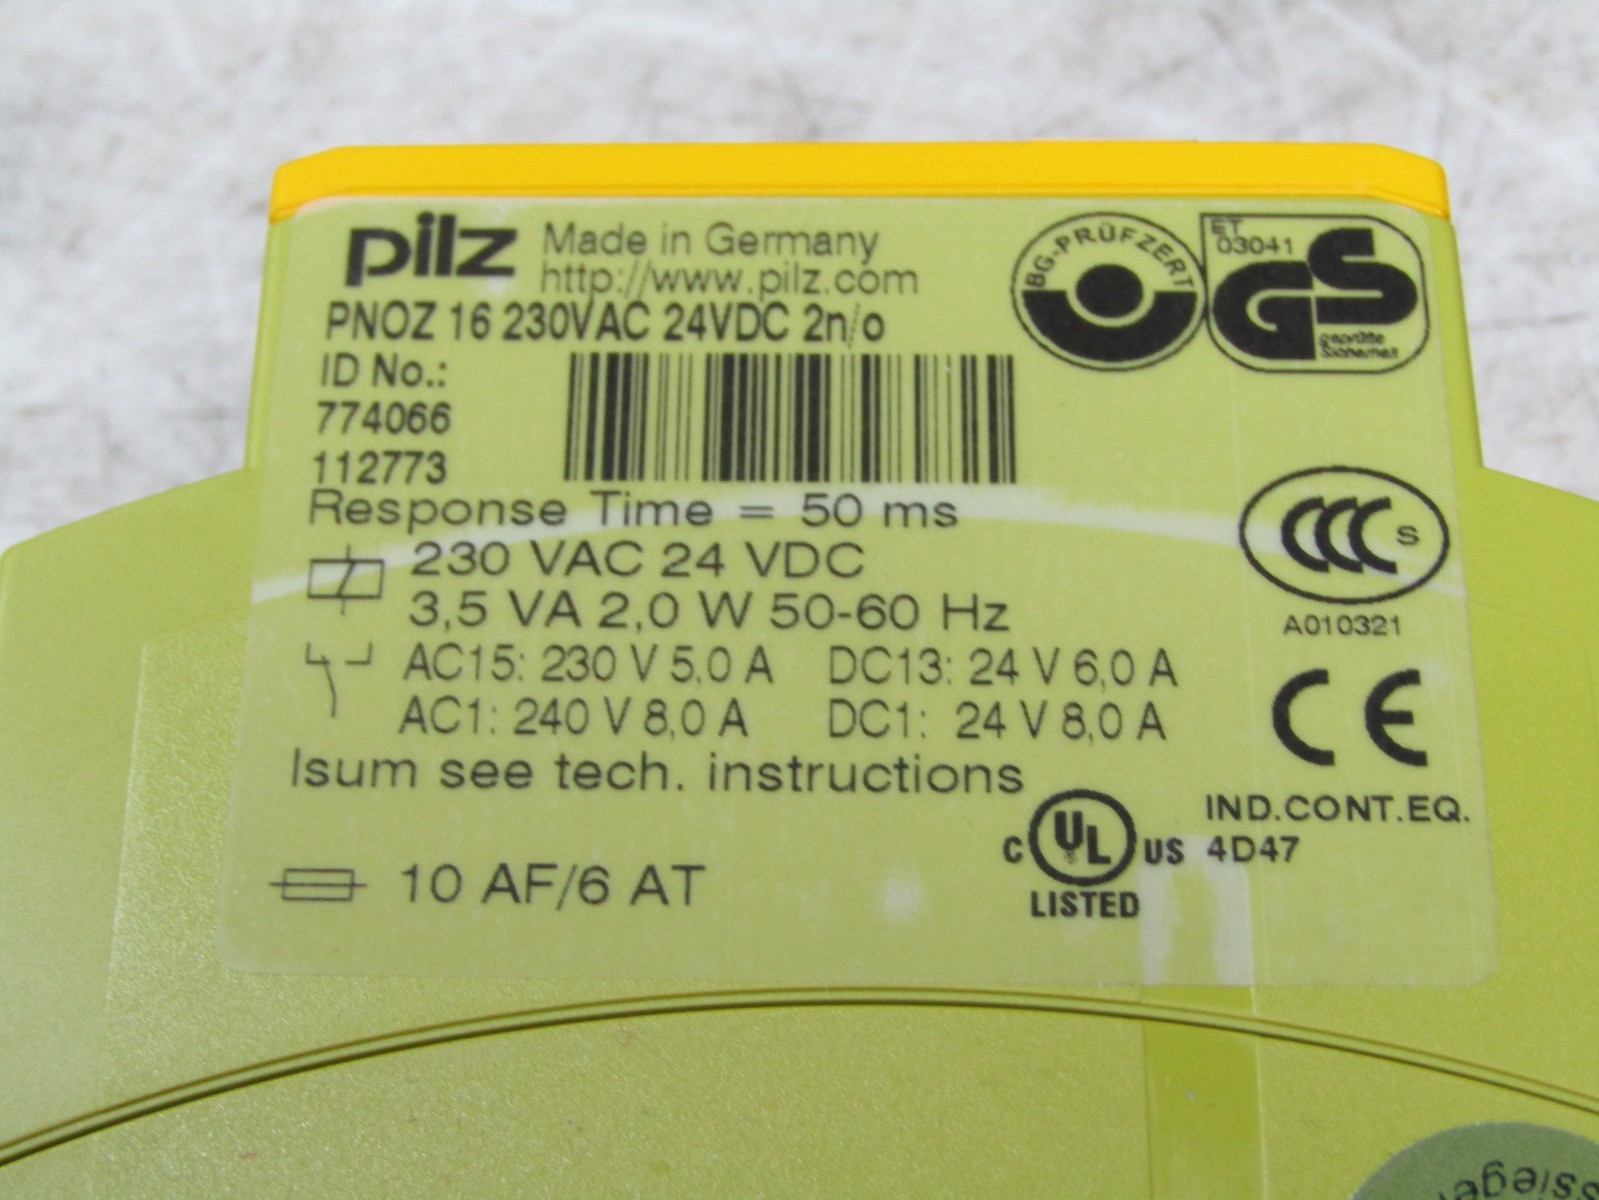 pilz Made in Germany
http://www.pilz.com
PNOZ 16 230VAC 24VDC 2n/o
ID No.:
774066
112773
BG-PRÜFZERT
ET
03041
GS
geprüfte
Sicherheit
Response Time = 50 ms
230 VAC 24 VDC
3,5 VA 2,0 W 50-60 Hz
CCC S
A010321
AC15: 230 V 5,0 A DC13: 24 V 6,0 A
AC1: 240 V 8,0 A DC1: 24 V 8,0 A
CE
Isum see tech. instructions
10 AF/6 AT
C UL US
LISTED
IND.CONT.EQ.
4D47